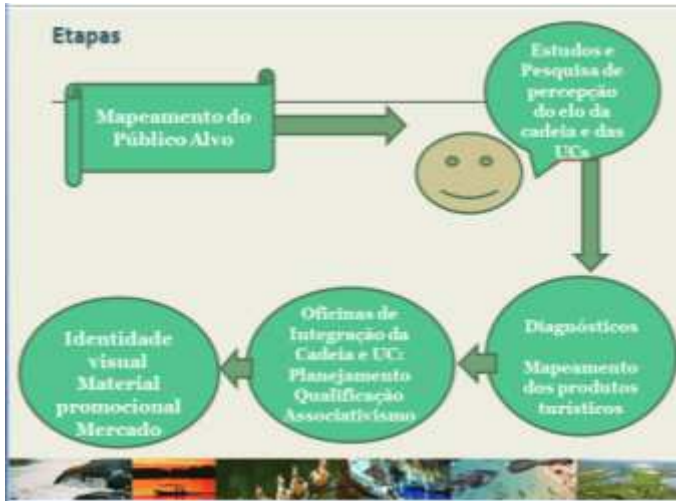 Etapas
Mapeamento do
Público Alvo
Estudos e
Pesquisa de
percepção
do elo da
cadeia e das
UCs
Diagnósticos
Mapeamento
dos produtos
turísticos
Oficinas de
Integração da
Cadeia e UC:
Planejamento
Qualificação
Associativismo
Identidade
visual
Material
promocional
Mercado